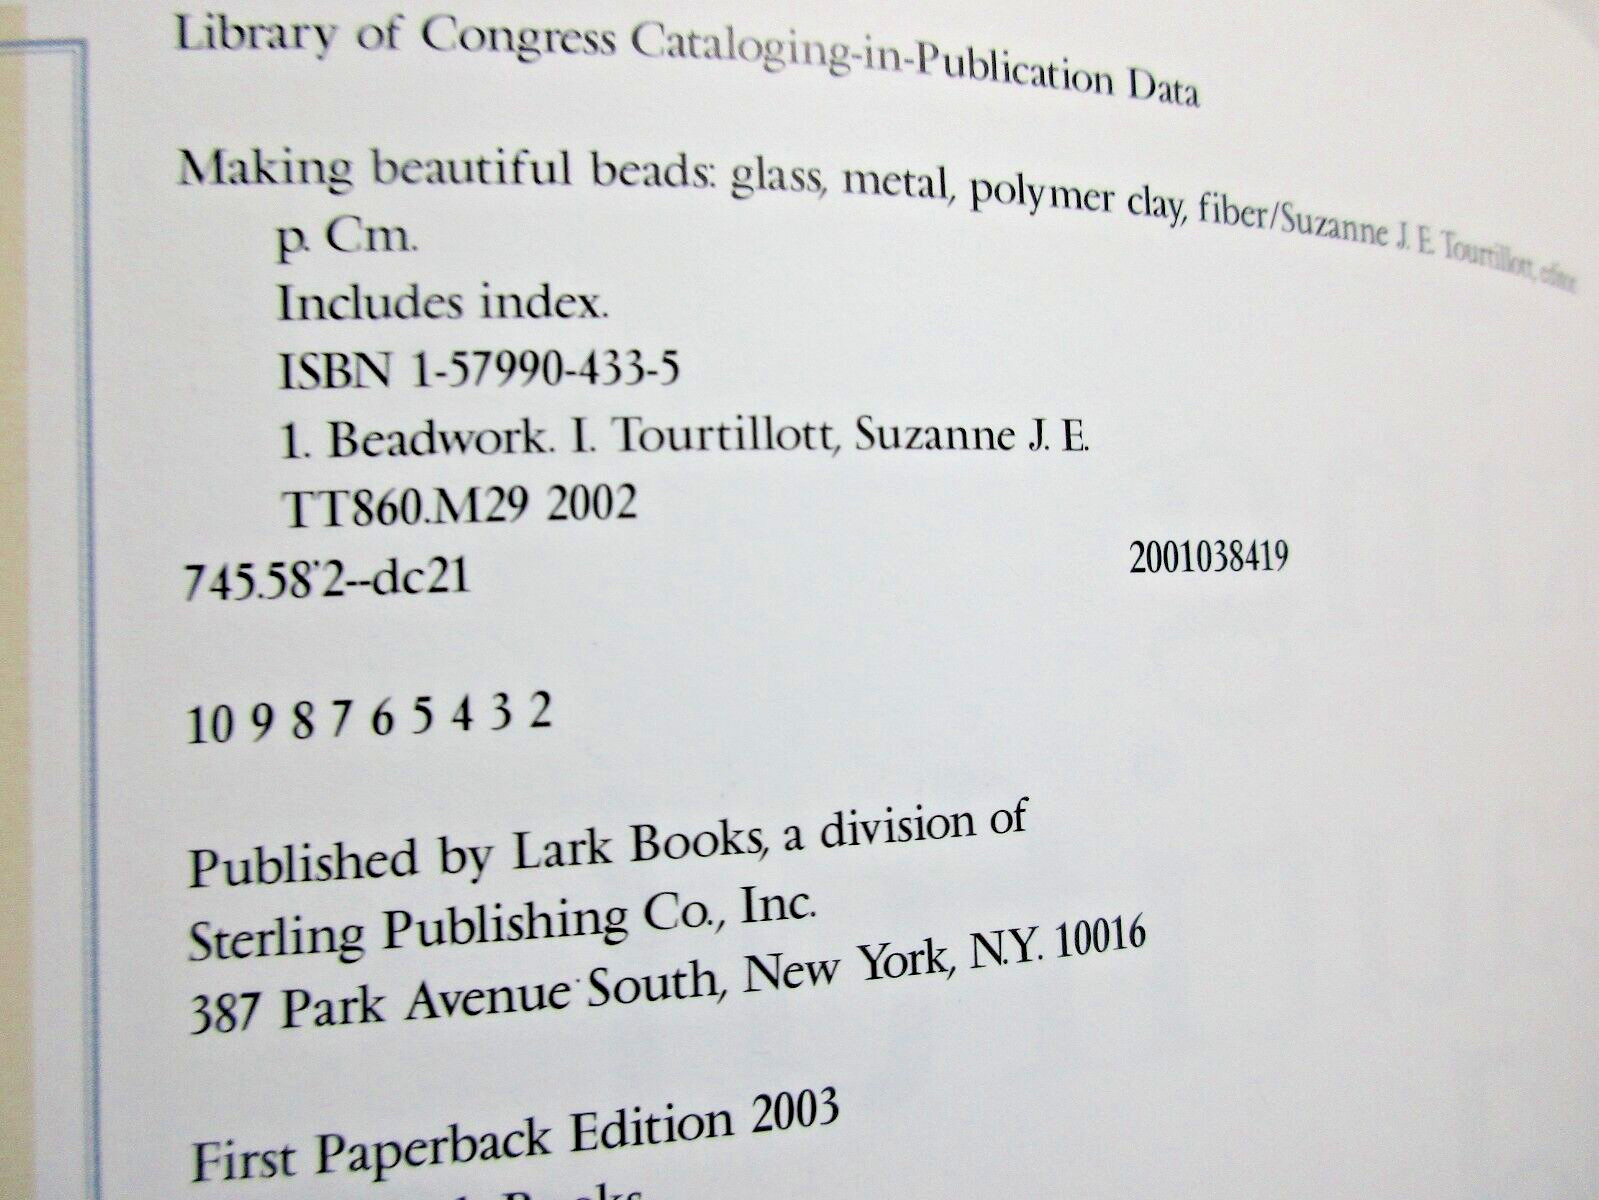 Library of Congress Cataloging-in-Publication Data
Making beautiful beads: glass, metal, polymer clay, fiber/Suzanne J. E. Tourtillott, editor
p. Cm.
Includes index.
ISBN 1-57990-433-5
1. Beadwork. I. Tourtillott, Suzanne J. E.
TT860.M29 2002
745.58'2--dc21 2001038419
10 9 8 7 6 5 4 3 2
Published by Lark Books, a division of
Sterling Publishing Co., Inc.
387 Park Avenue South, New York, N.Y. 10016
First Paperback Edition 2003
Books